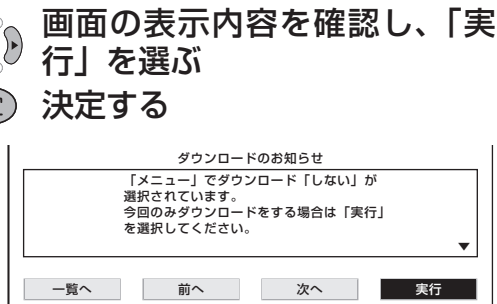 画面の表示内容を確認し、「実
行」を選ぶ
決定する
ダウンロードのお知らせ
「メニュー」でダウンロード「しない」が
選択されています。
今回のみダウンロードをする場合は「実行」
を選択してください。
一覧へ 前へ 次へ 実行